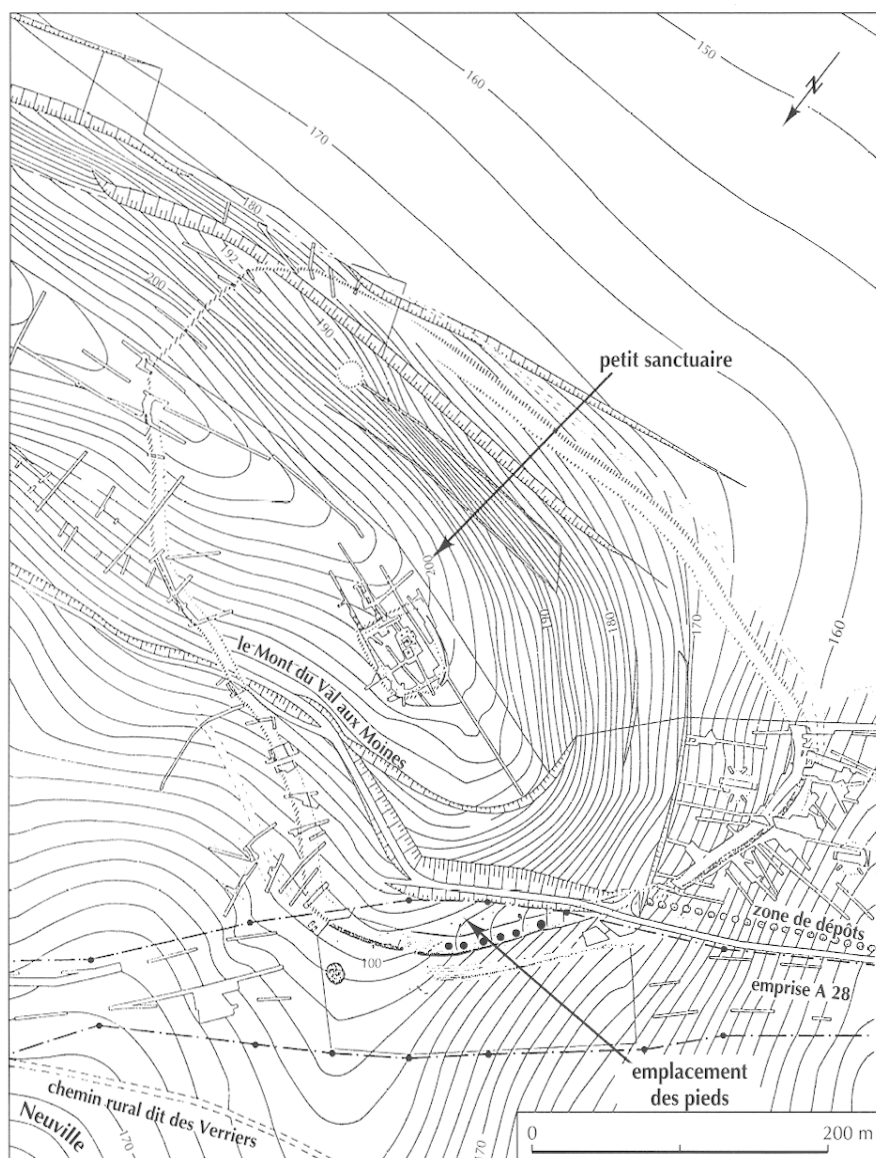 150
160
N
170
180
192
200
190
petit sanctuaire
200
190
180
170
160
le Mont du Val aux Moines
zone de dépôts
100
emprise A 28
emplacement
des pieds
chemin rural dit des Verriers
Neuville
170
170
0
200 m